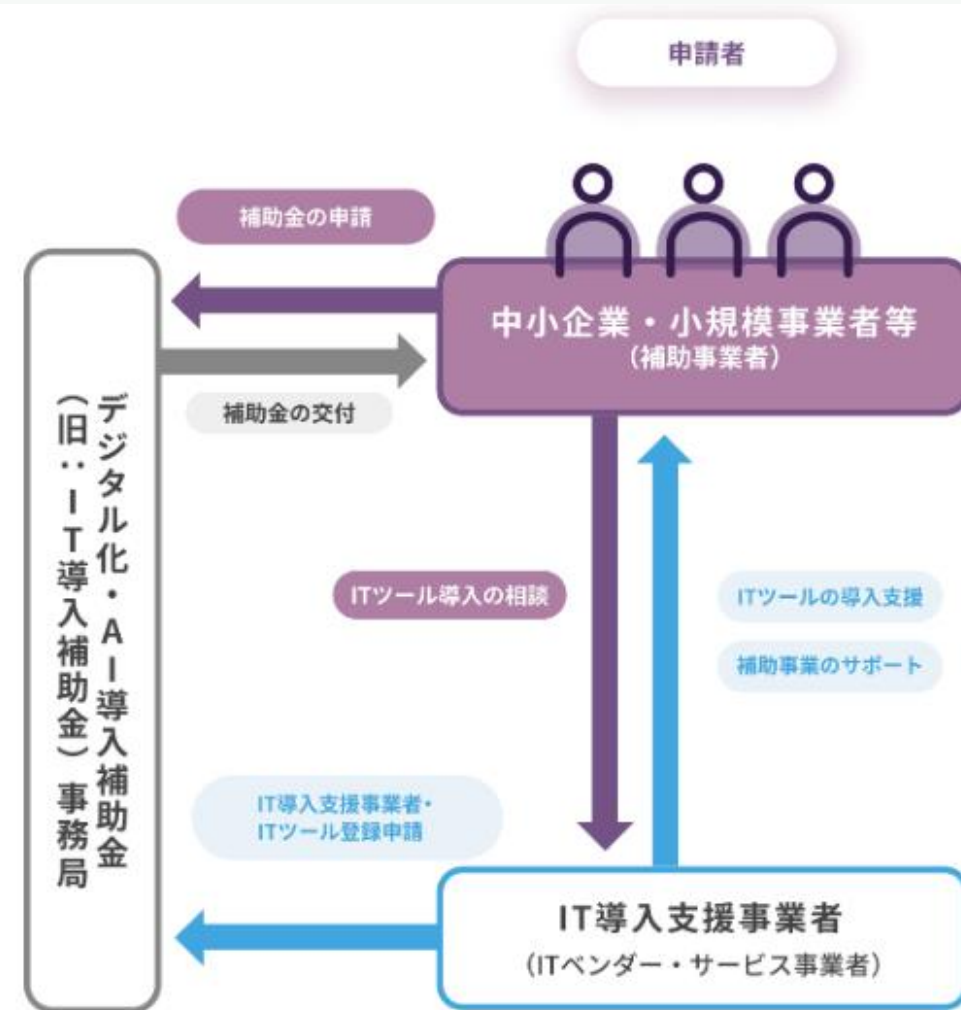 申請者
補助金の申請
中小企業・小規模事業者等
（補助事業者）
補助金の交付
デジタル化・AI導入補助金
（旧：IT導入補助金）事務局
ITツール導入の相談
ITツールの導入支援
補助事業のサポート
IT導入支援事業者・
ITツール登録申請
IT導入支援事業者
（ITベンダー・サービス事業者）